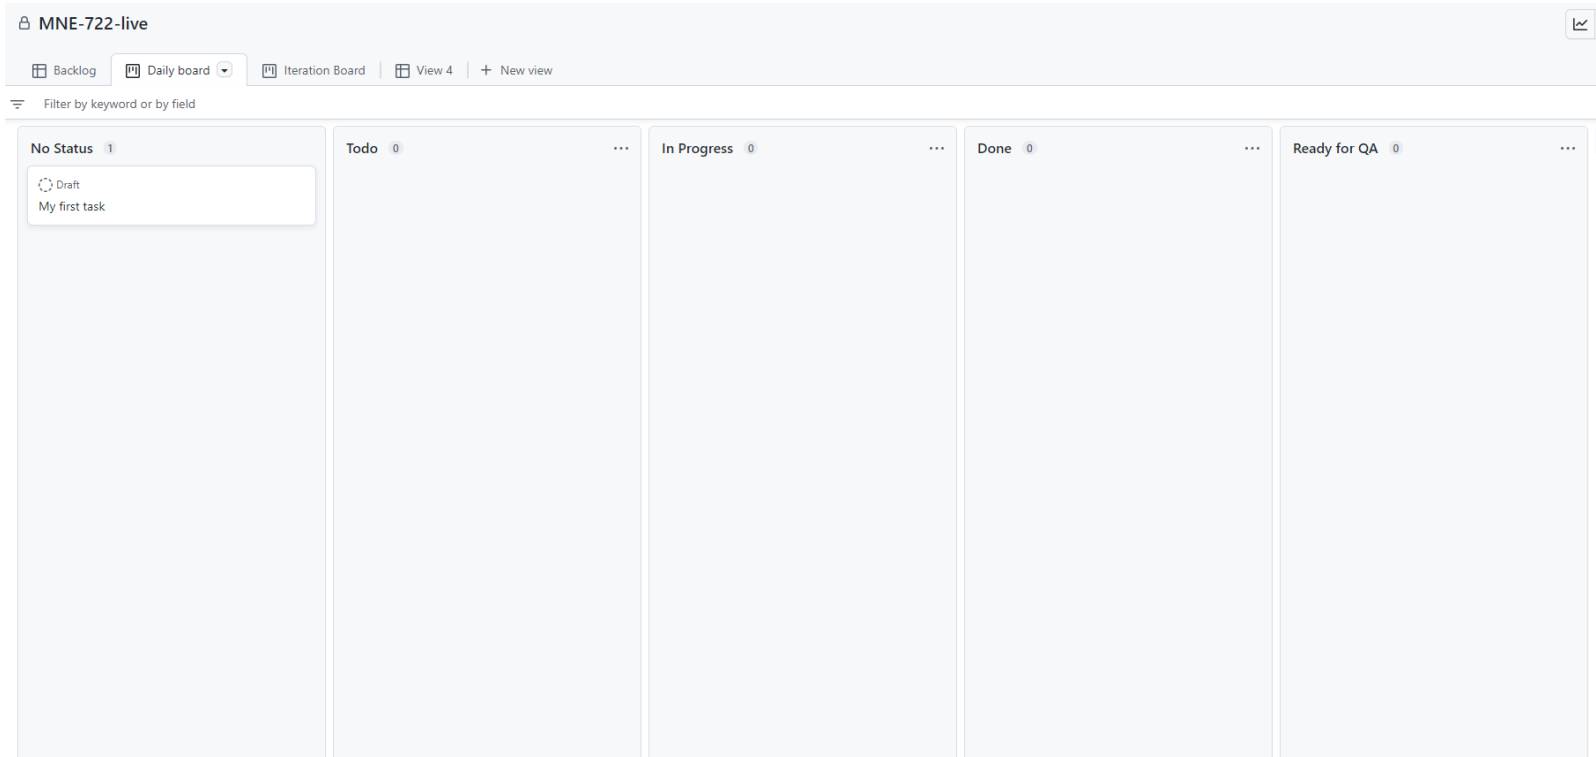 MNE-722-live
Backlog
Daily board
Iteration Board
View 4
New view
Filter by keyword or by field
No Status 1
Draft
My first task
Todo 0
In Progress 0
Done 0
Ready for QA 0